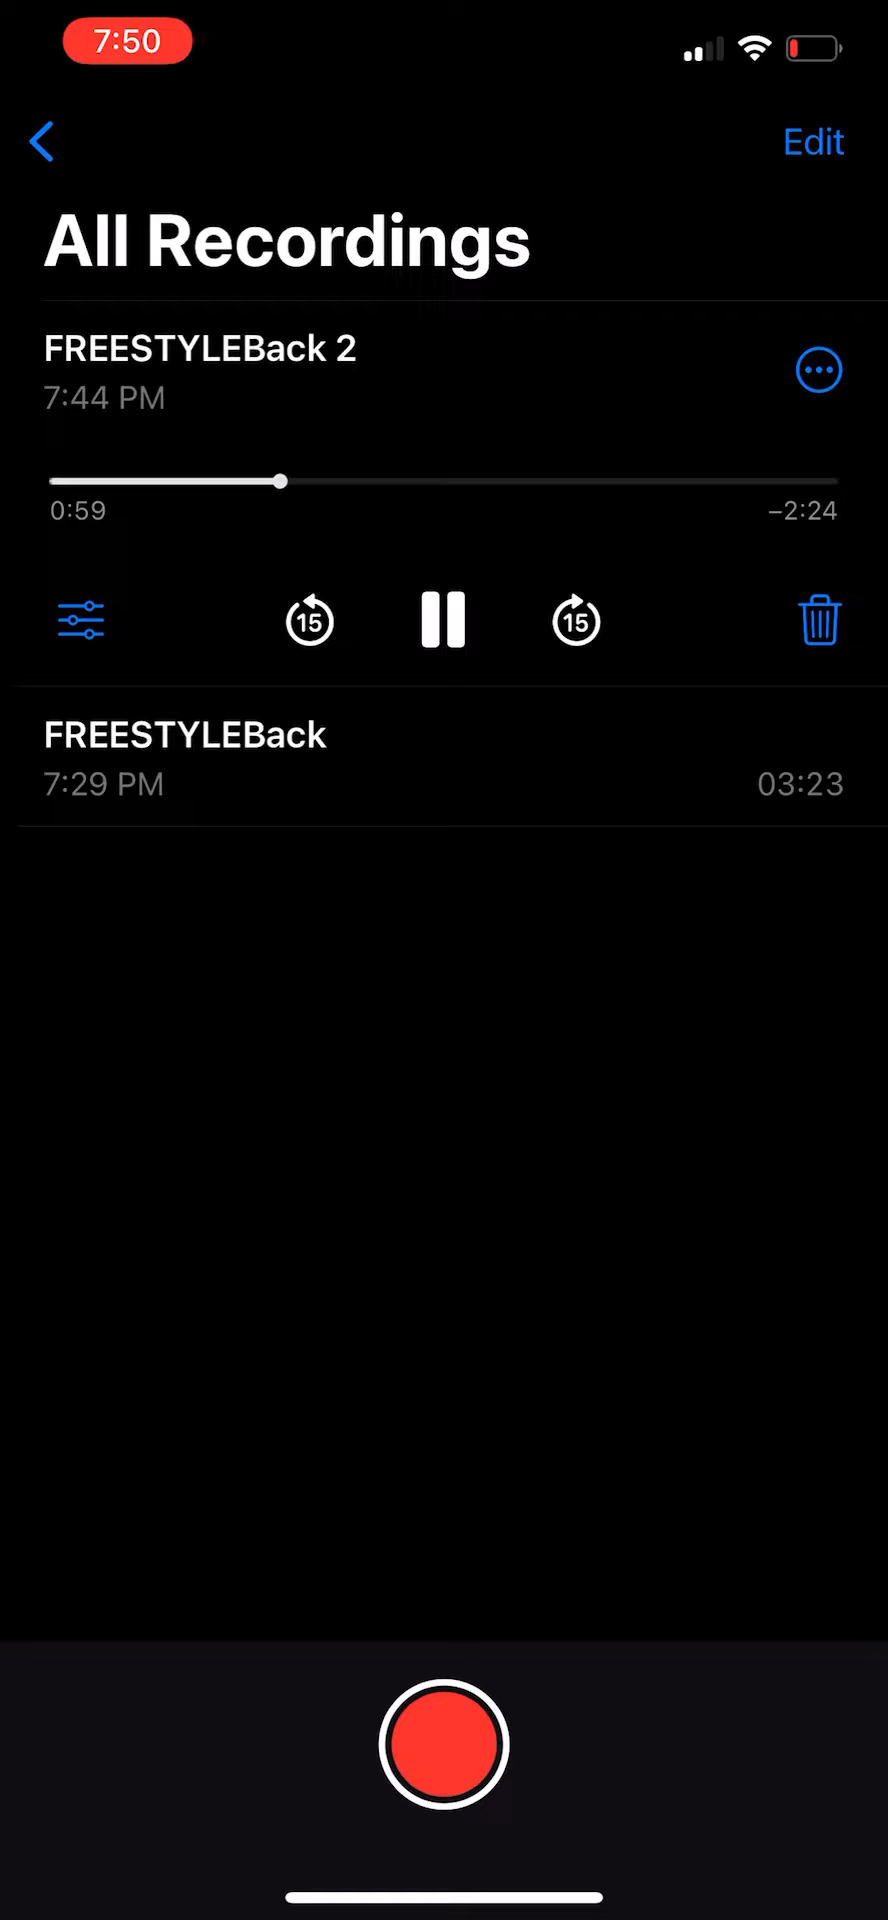 7:50
Edit
All Recordings
FREESTYLEBack 2
7:44 PM
0:59
−2:24
15
15
FREESTYLEBack
7:29 PM
03:23